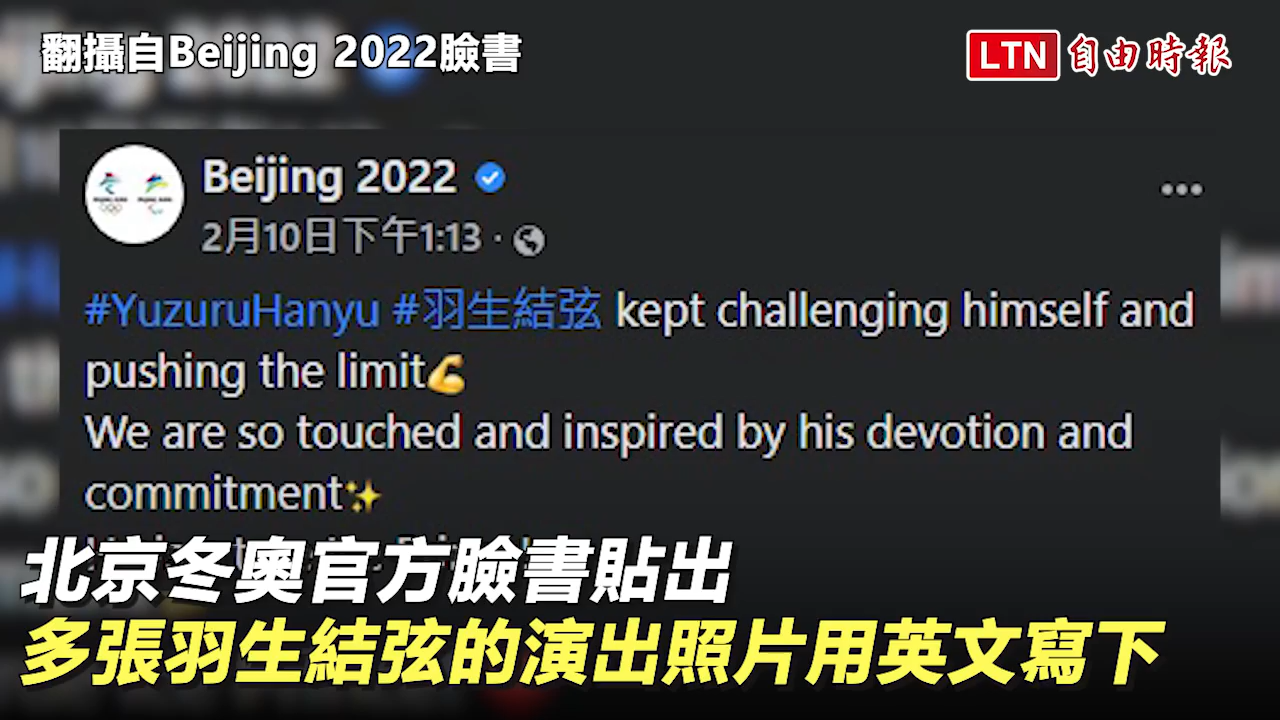 翻攝自Beijing 2022臉書
LTN 自由時報
Beijing 2022
2月10日下午1:13
#YuzuruHanyu #羽生結弦 kept challenging himself and
pushing the limit💪
We are so touched and inspired by his devotion and
commitment✨
北京冬奧官方臉書貼出
多張羽生結弦的演出照片用英文寫下